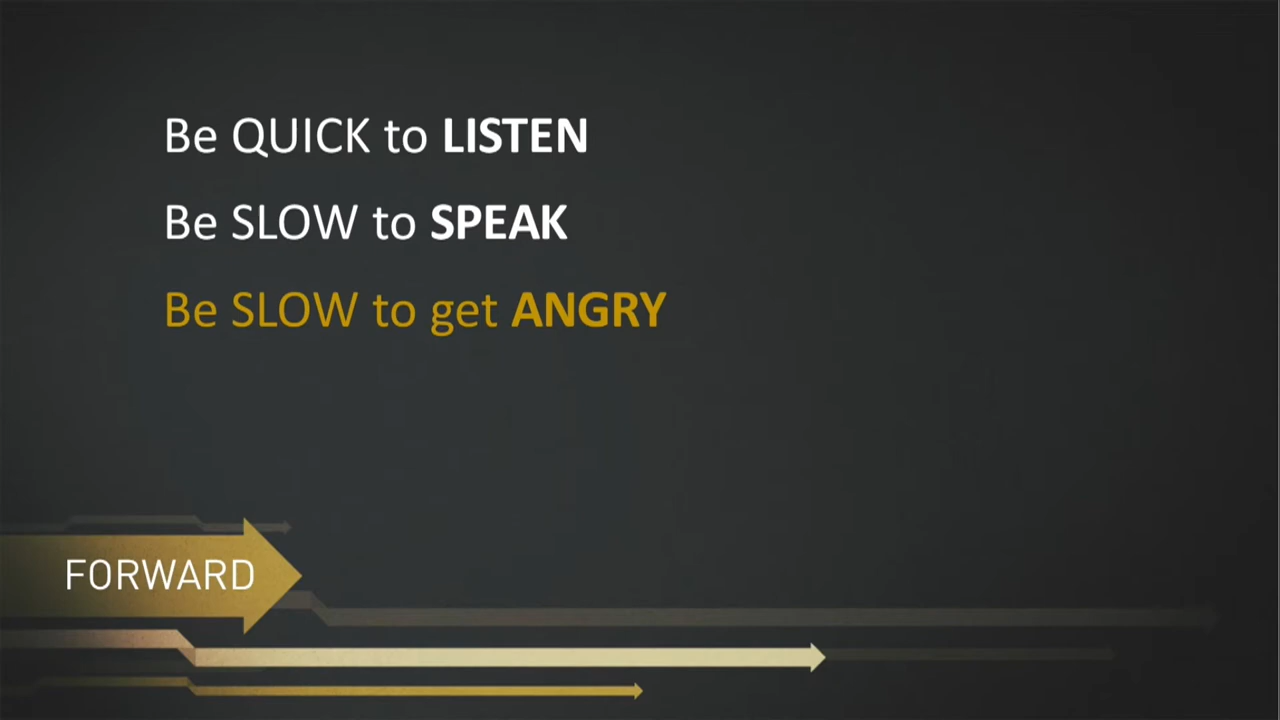 Be QUICK to LISTEN
Be SLOW to SPEAK
Be SLOW to get ANGRY
FORWARD